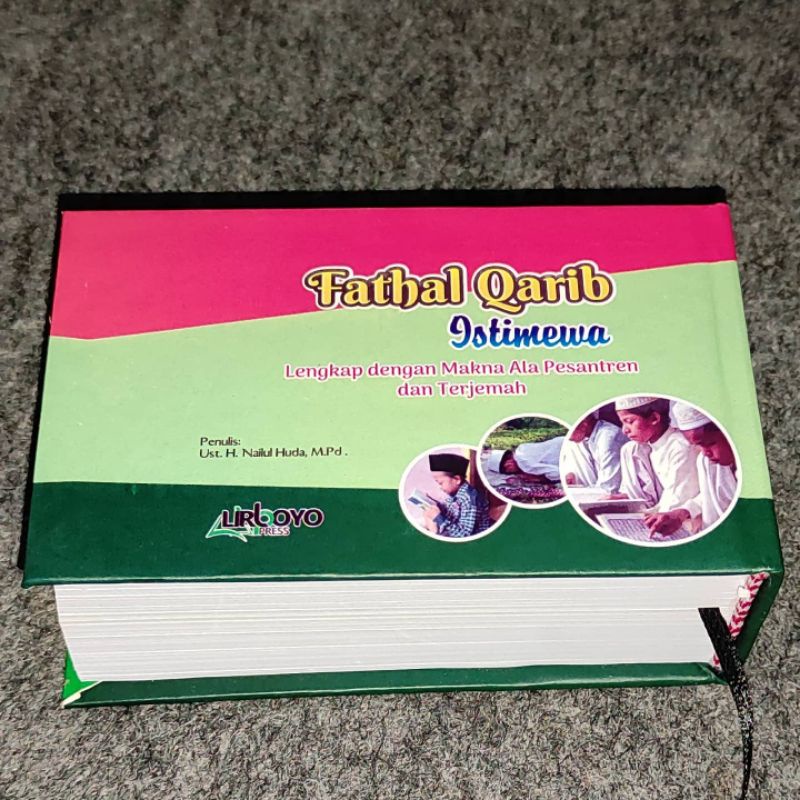 Fathal Qarib
Istimewa
Lengkap dengan Makna Ala Pesantren
dan Terjemah
Penulis:
Ust. H. Nailul Huda, M.Pd .
LIRBOYO
PRESS